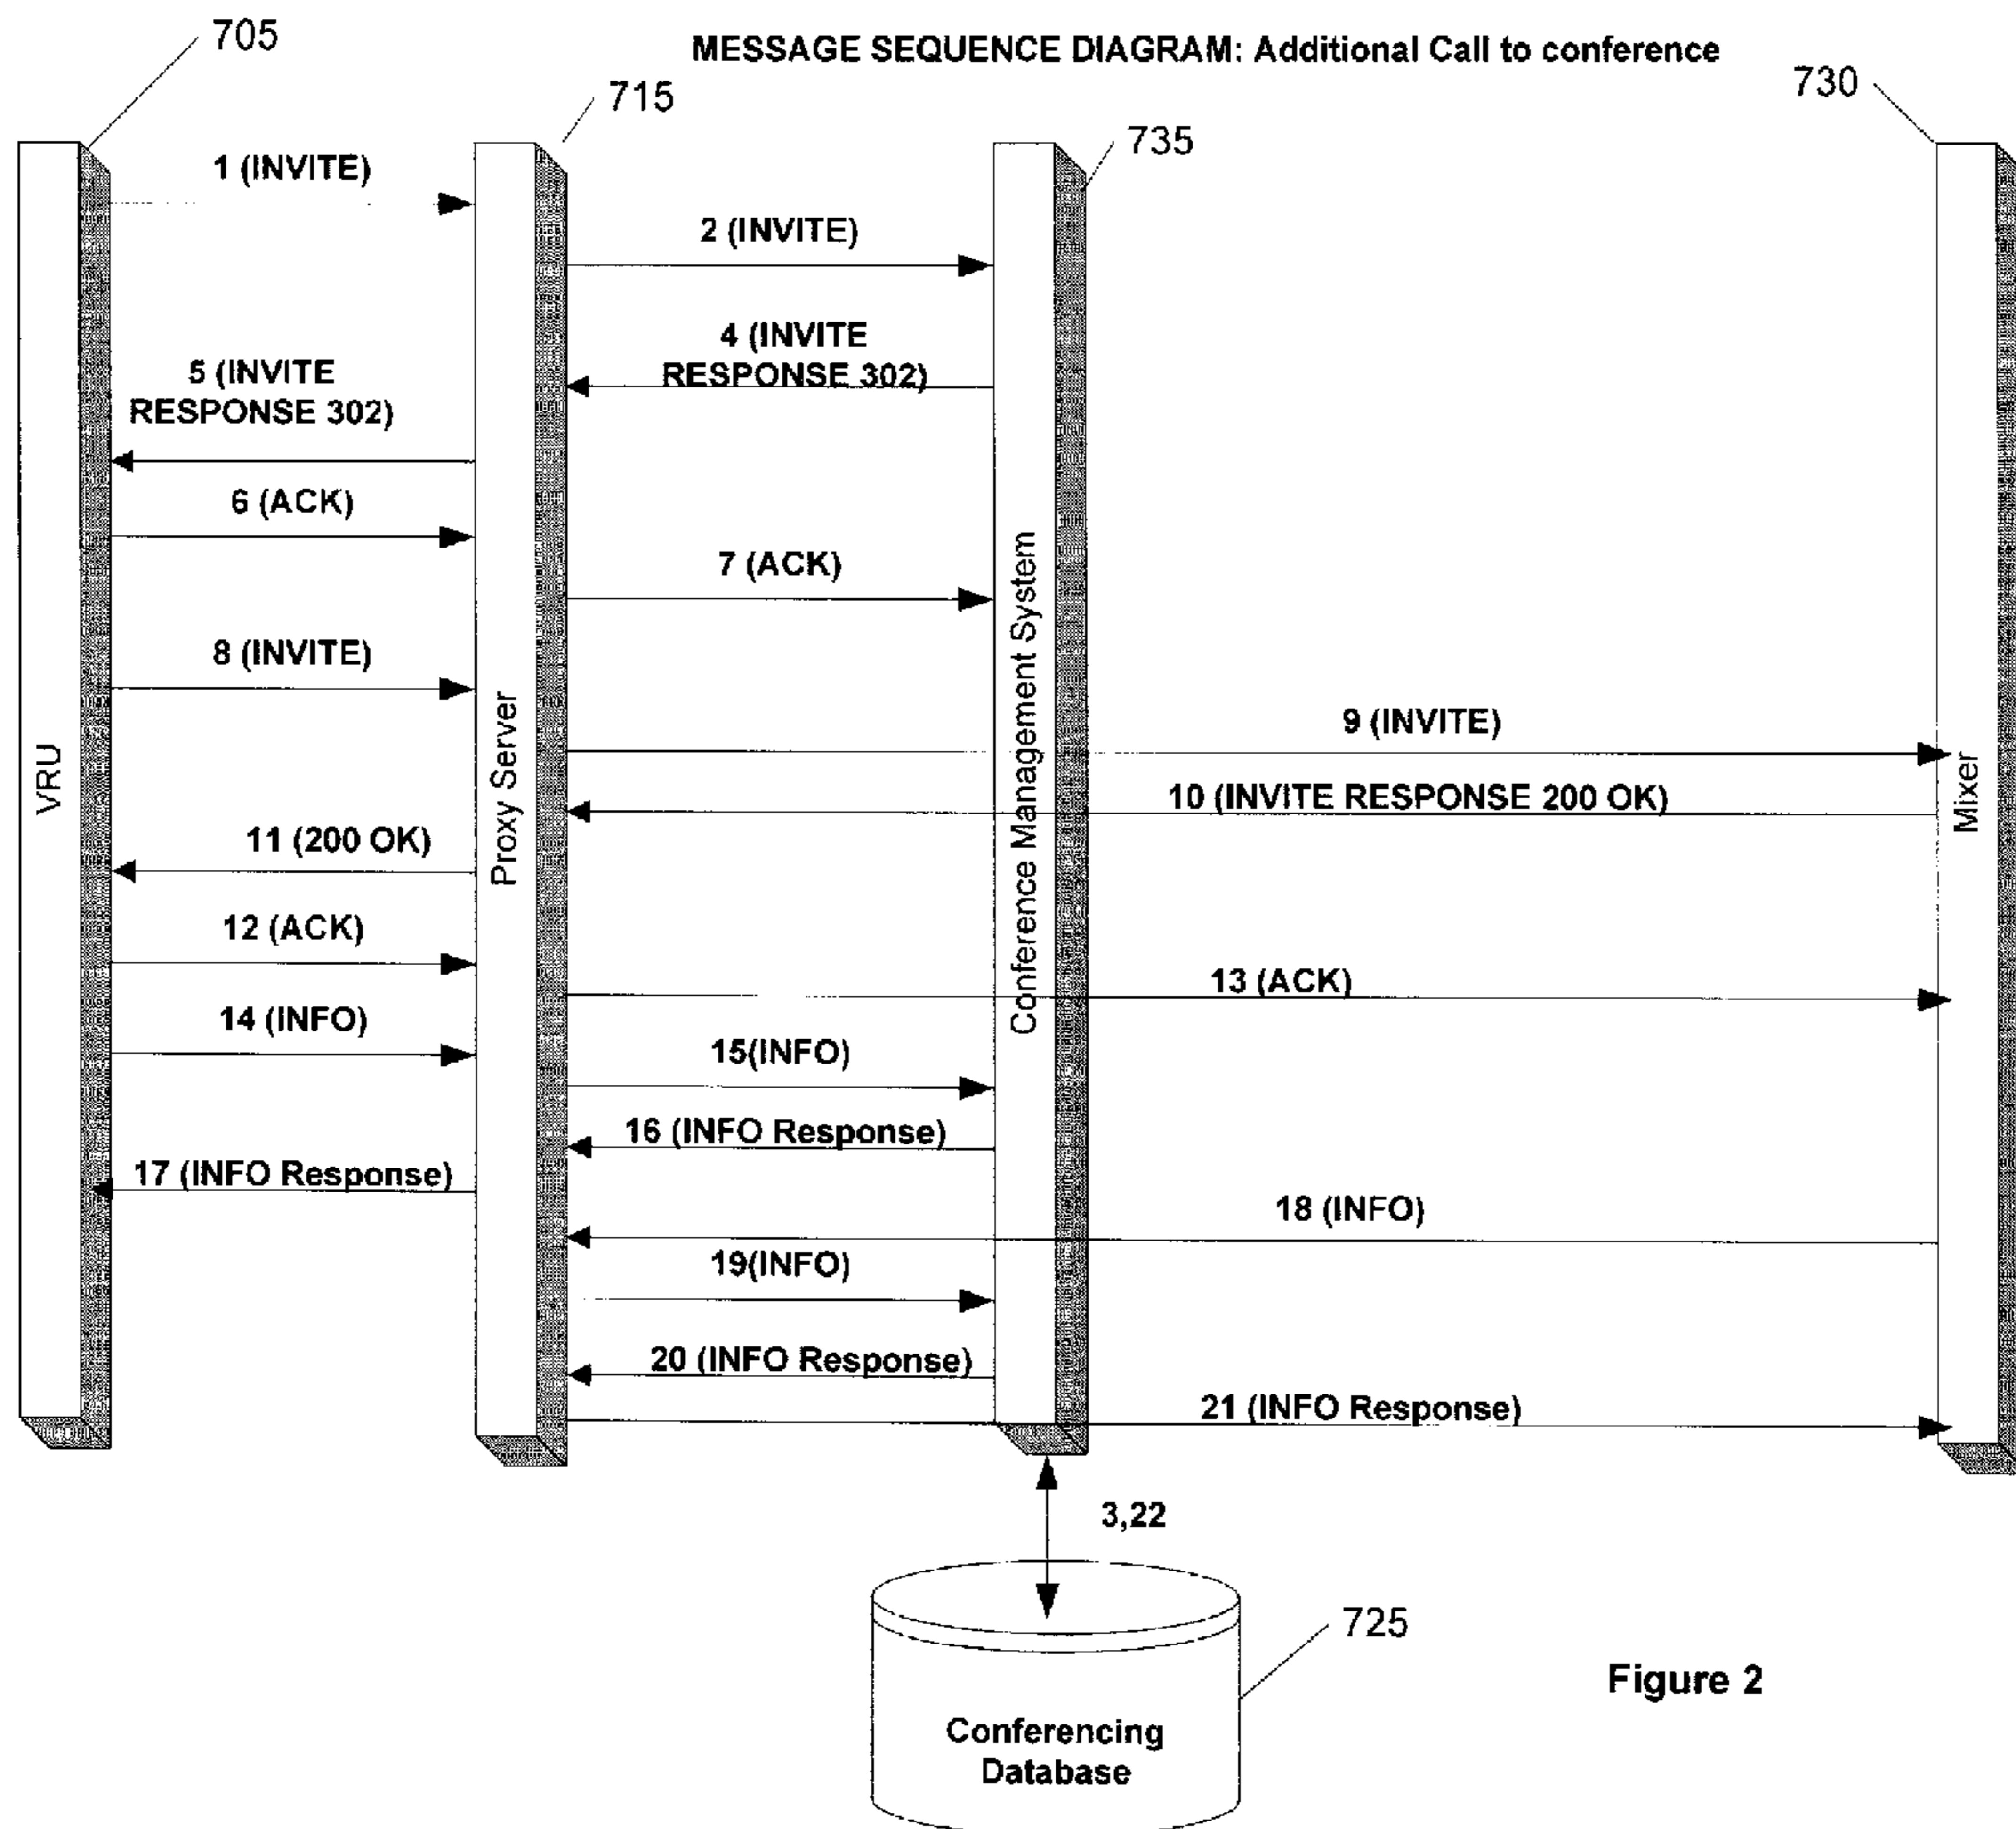 705
MESSAGE SEQUENCE DIAGRAM: Additional Call to conference
715
730
735
1 (INVITE)
2 (INVITE)
4 (INVITE
RESPONSE 302)
5 (INVITE
RESPONSE 302)
6 (ACK)
7 (ACK)
8 (INVITE)
9 (INVITE)
10 (INVITE RESPONSE 200 OK)
11 (200 OK)
12 (ACK)
13 (ACK)
14 (INFO)
15(INFO)
16 (INFO Response)
17 (INFO Response)
18 (INFO)
19(INFO)
20 (INFO Response)
21 (INFO Response)
VRU
Proxy Server
Conference Management System
Mixer
3,22
725
Conferencing
Database
Figure 2